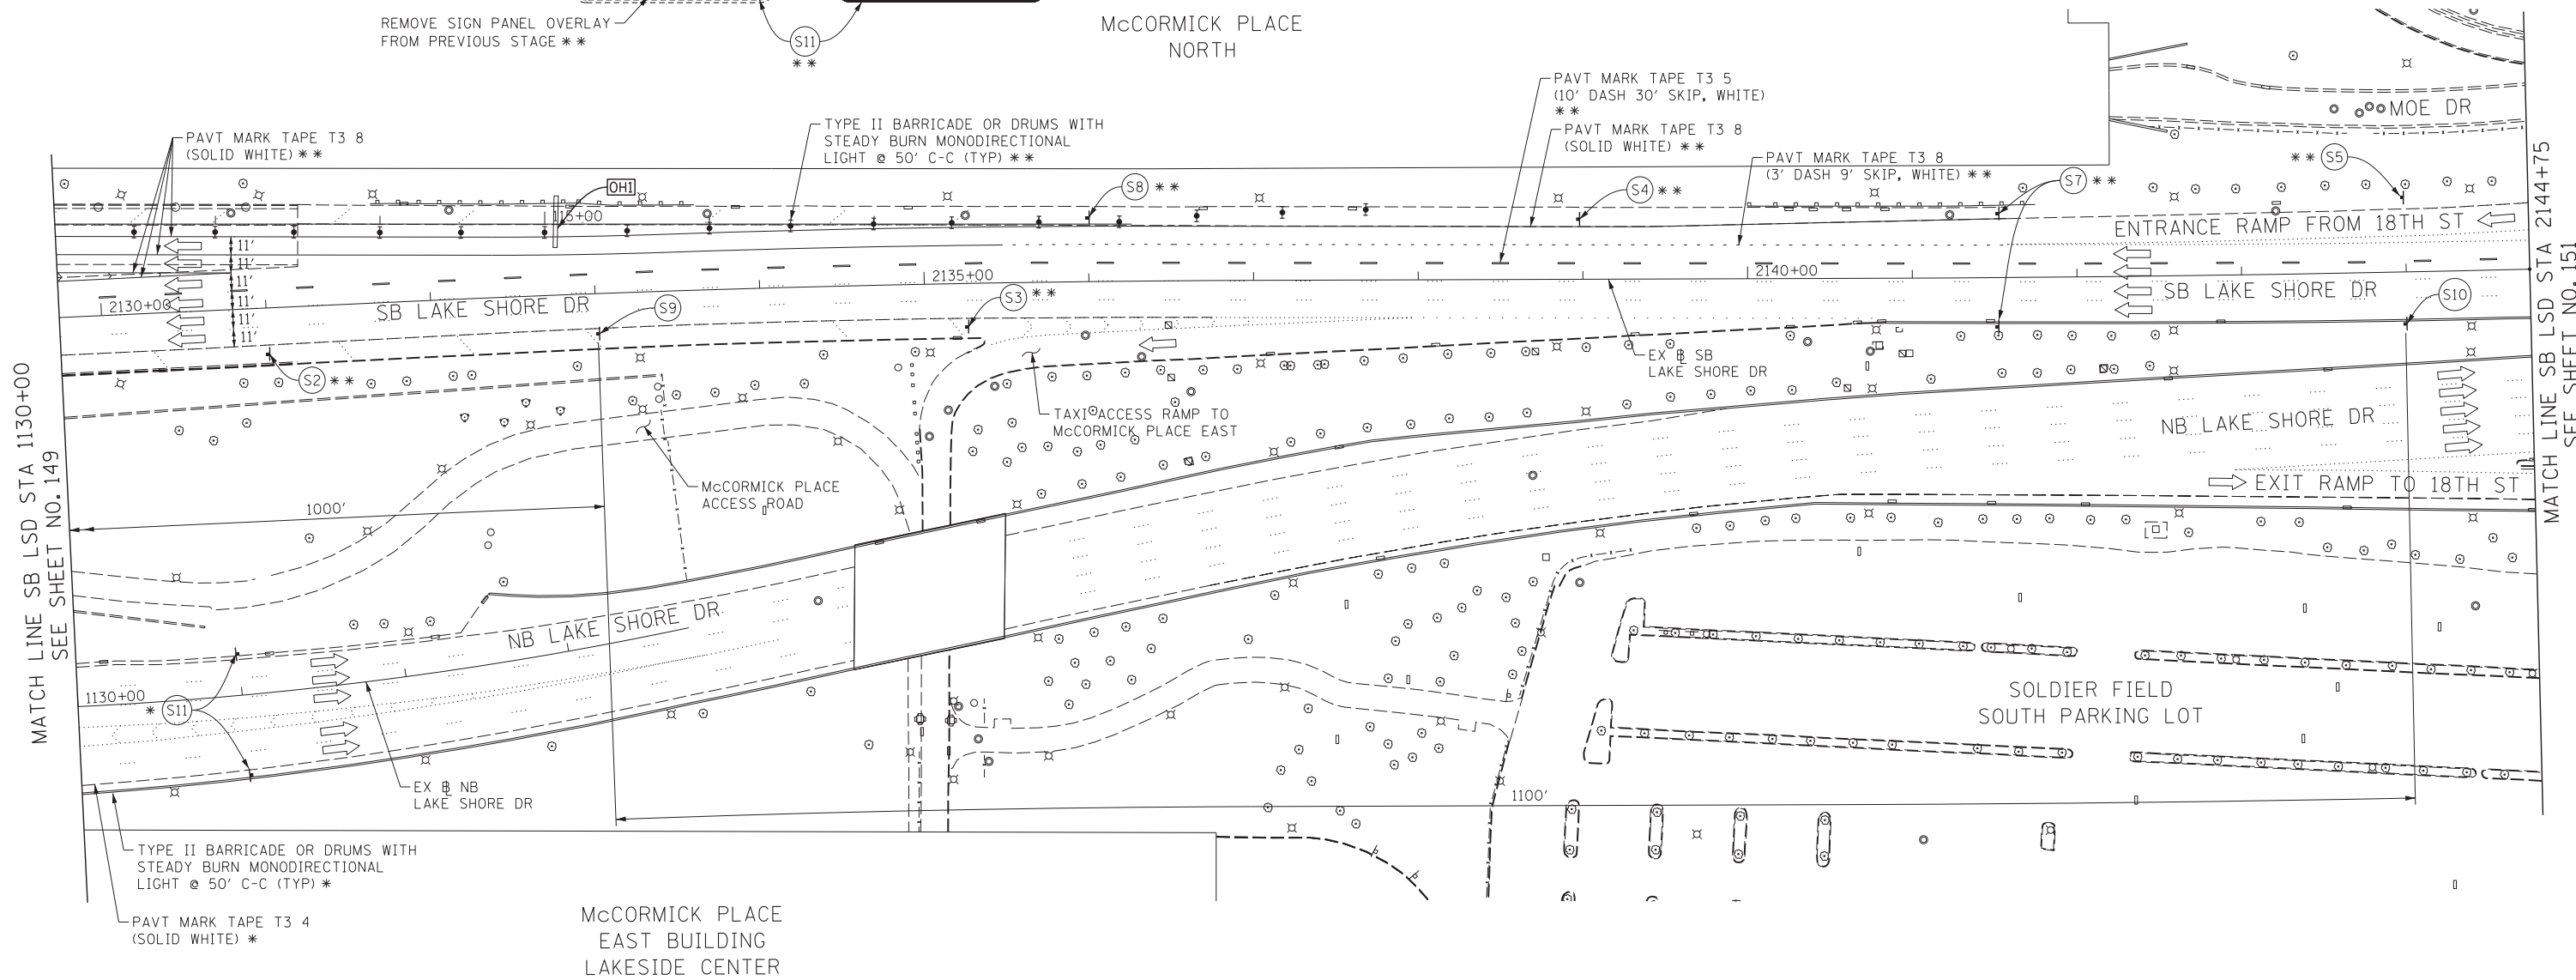 REMOVE SIGN PANEL OVERLAY
FROM PREVIOUS STAGE **
S11
**
McCORMICK PLACE
NORTH
PAVT MARK TAPE T3 8
(SOLID WHITE) **
TYPE II BARRICADE OR DRUMS WITH
STEADY BURN MONODIRECTIONAL
LIGHT @ 50' C-C (TYP) **
PAVT MARK TAPE T3 5
(10' DASH 30' SKIP, WHITE)
**
PAVT MARK TAPE T3 8
(SOLID WHITE) **
PAVT MARK TAPE T3 8
(3' DASH 9' SKIP, WHITE) **
MOE DR
** S5
S7 **
S4 **
S8 **
OH1
115+00
ENTRANCE RAMP FROM 18TH ST
11'
11'
11'
11'
11'
11'
2130+00
2135+00
2140+00
SB LAKE SHORE DR
SB LAKE SHORE DR
S9
S3 **
S10
S2 **
EX B SB
LAKE SHORE DR
TAXI ACCESS RAMP TO
McCORMICK PLACE EAST
NB LAKE SHORE DR
EXIT RAMP TO 18TH ST
McCORMICK PLACE
ACCESS ROAD
1000'
MATCH LINE SB LSD STA 1130+00
SEE SHEET NO. 149
MATCH LINE SB LSD STA 2144+75
SEE SHEET NO. 151
NB LAKE SHORE DR
1130+00
* S11
EX B NB
LAKE SHORE DR
SOLDIER FIELD
SOUTH PARKING LOT
1100'
TYPE II BARRICADE OR DRUMS WITH
STEADY BURN MONODIRECTIONAL
LIGHT @ 50' C-C (TYP) *
PAVT MARK TAPE T3 4
(SOLID WHITE) *
McCORMICK PLACE
EAST BUILDING
LAKESIDE CENTER